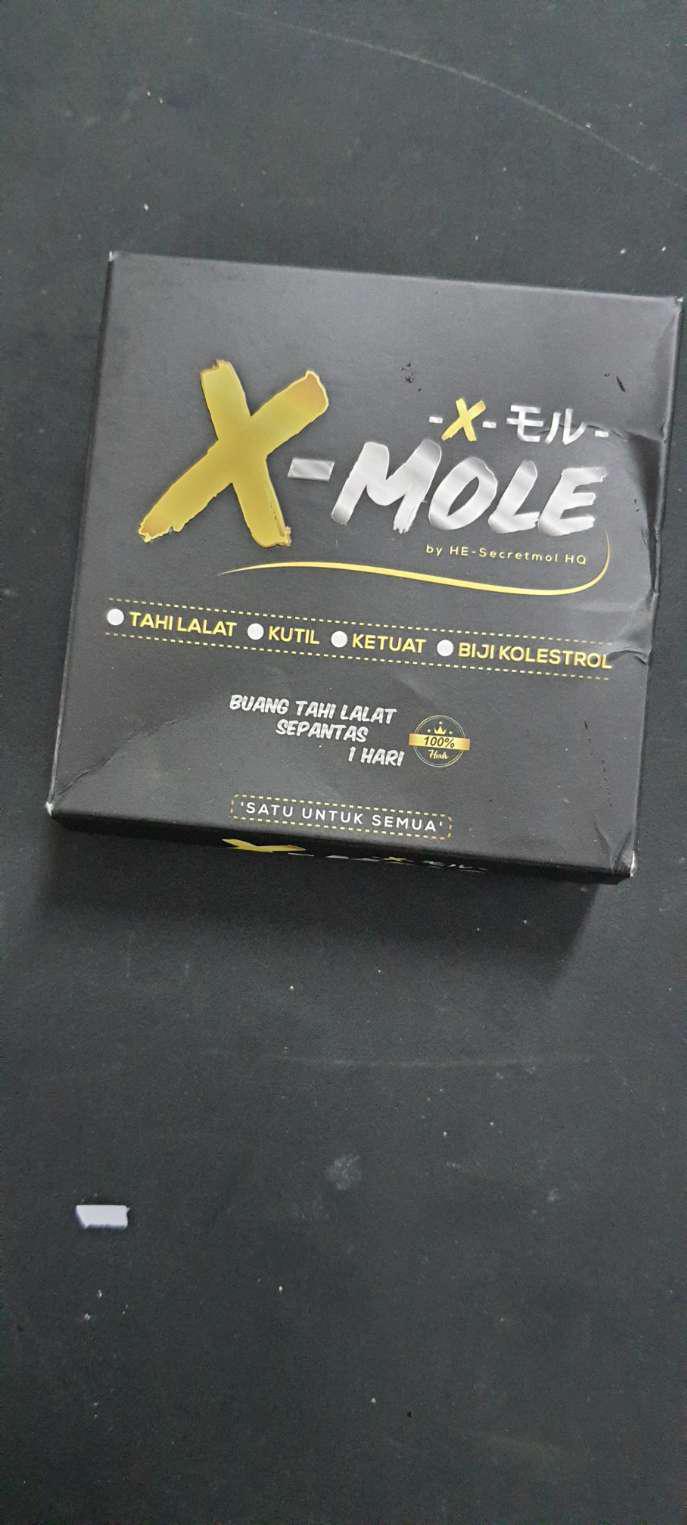 -X-モル-
X-MOLE
by HE-Secretmol HQ
TAHI LALAT KUTIL KETUAT BIJI KOLESTROL
BUANG TAHI LALAT
SEPANTAS
1 HARI
100%
'SATU UNTUK SEMUA'